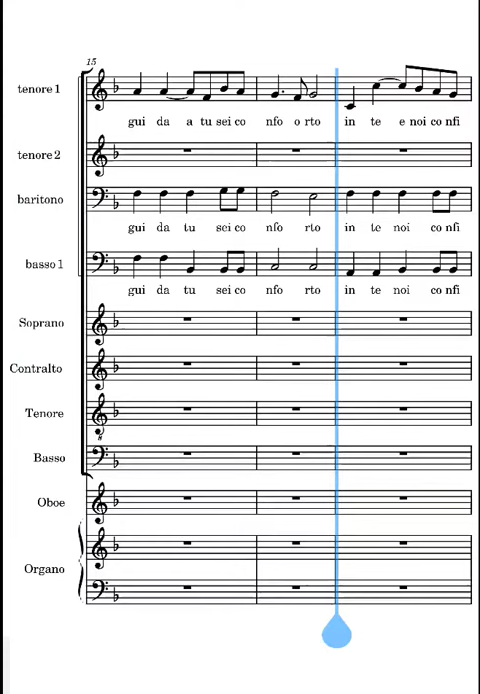 15
tenore 1
gui da a tu sei co nfo o rto in te e noi co nfi
tenore 2
baritono
gui da tu sei co nfo rto in te noi co nfi
basso 1
gui da tu sei co nfo rto in te noi co nfi
Soprano
Contralto
Tenore
8
Basso
Oboe
Organo